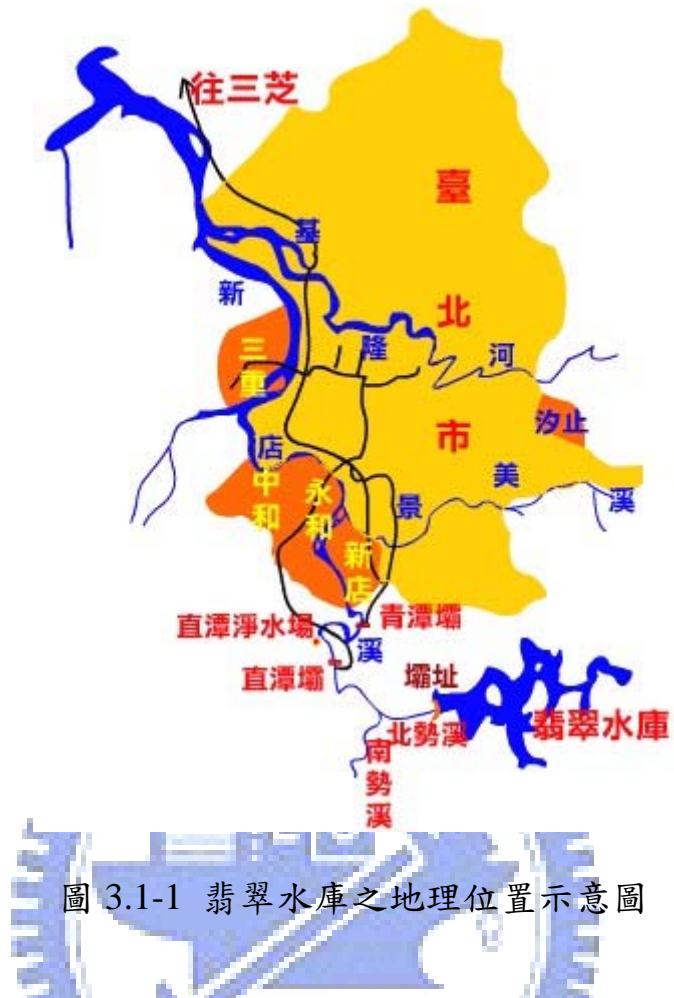 往三芝
臺北市
基隆河
新店溪
三重
汐止
景美溪
中和
永和
新店
青潭壩
直潭淨水場
直潭壩
壩址
翡翠水庫
北勢溪
南勢溪
圖 3.1-1 翡翠水庫之地理位置示意圖